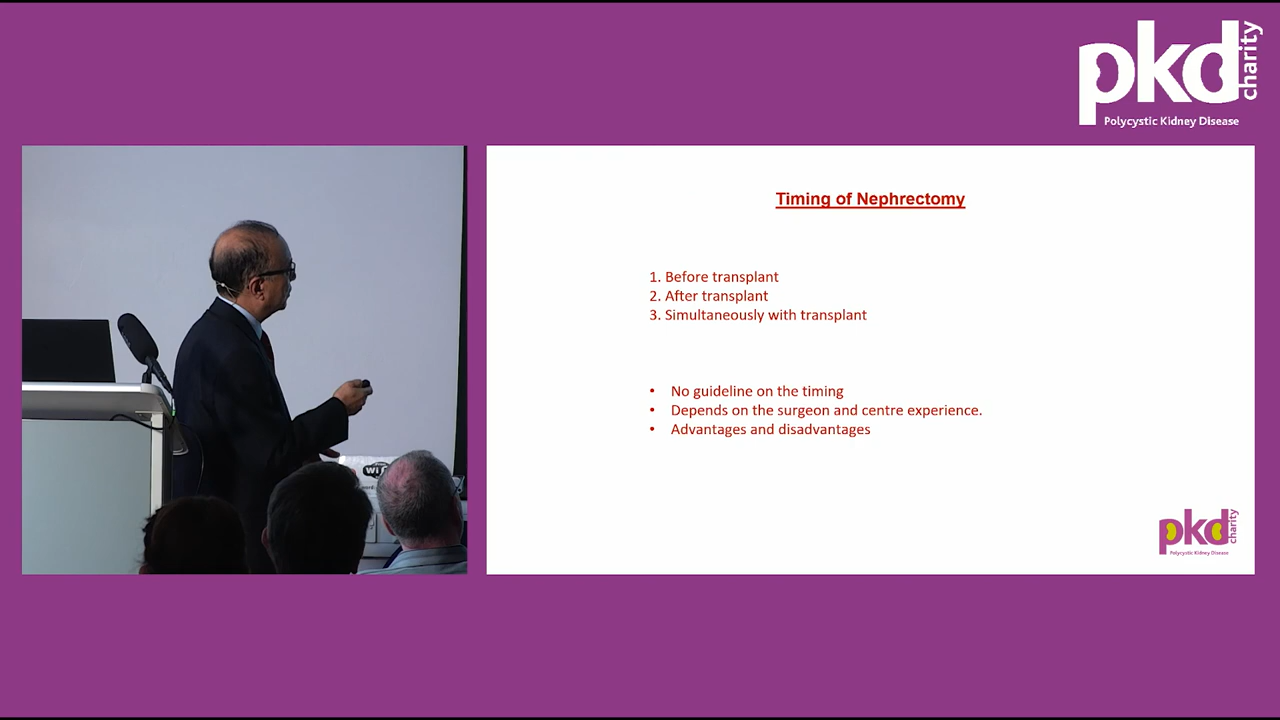 pkd
charity
Polycystic Kidney Disease
Timing of Nephrectomy
1. Before transplant
2. After transplant
3. Simultaneously with transplant
• No guideline on the timing
• Depends on the surgeon and centre experience.
• Advantages and disadvantages
Wi
pkd
charity
Polycystic Kidney Disease